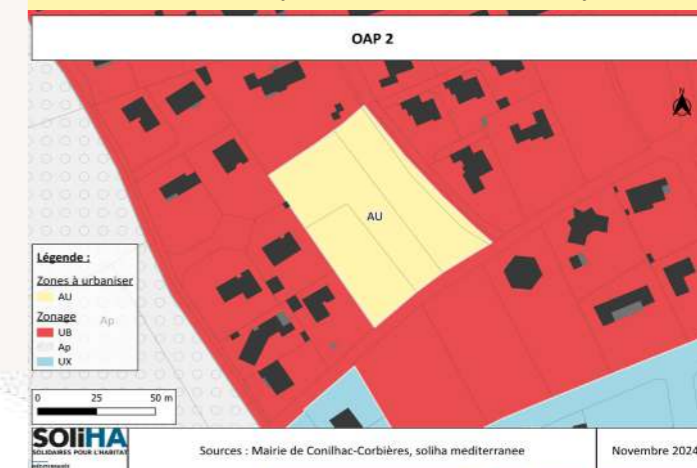 OAP 2
N
AU
Légende :
Zones à urbaniser
AU
Zonage
UB
Ap
UX
Ap
0 25 50 m
SOliHA
SOLIDAIRES POUR L'HABITAT
Sources : Mairie de Conilhac-Corbières, soliha mediterranee
Novembre 2024